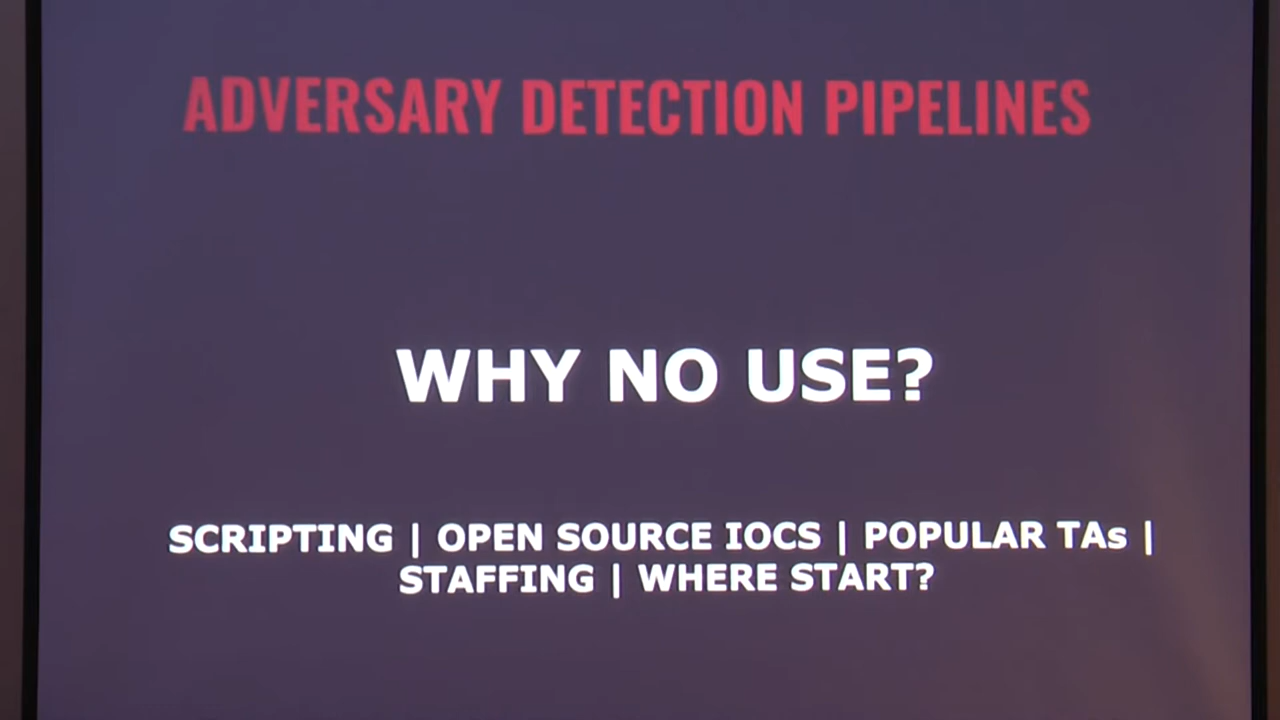 ADVERSARY DETECTION PIPELINES
WHY NO USE?
SCRIPTING | OPEN SOURCE IOCS | POPULAR TAs |
STAFFING | WHERE START?